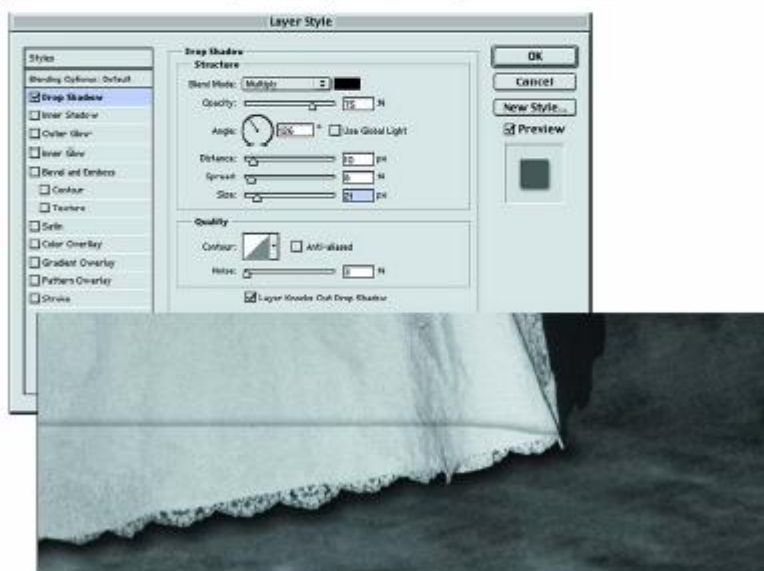 Layer Style
Styles
Blending Options: Default
Drop Shadow
Inner Shadow
Outer Glow
Inner Glow
Bevel and Emboss
Contour
Texture
Satin
Color Overlay
Gradient Overlay
Pattern Overlay
Stroke
Drop Shadow
Structure
Blend Mode: Multiply
Opacity: 75 %
Angle: ° Use Global Light
Distance: 10 px
Spread: %
Size: 21 px
Quality
Contour: Anti-aliased
Noise: %
Layer Knocks Out Drop Shadow
OK
Cancel
New Style...
Preview